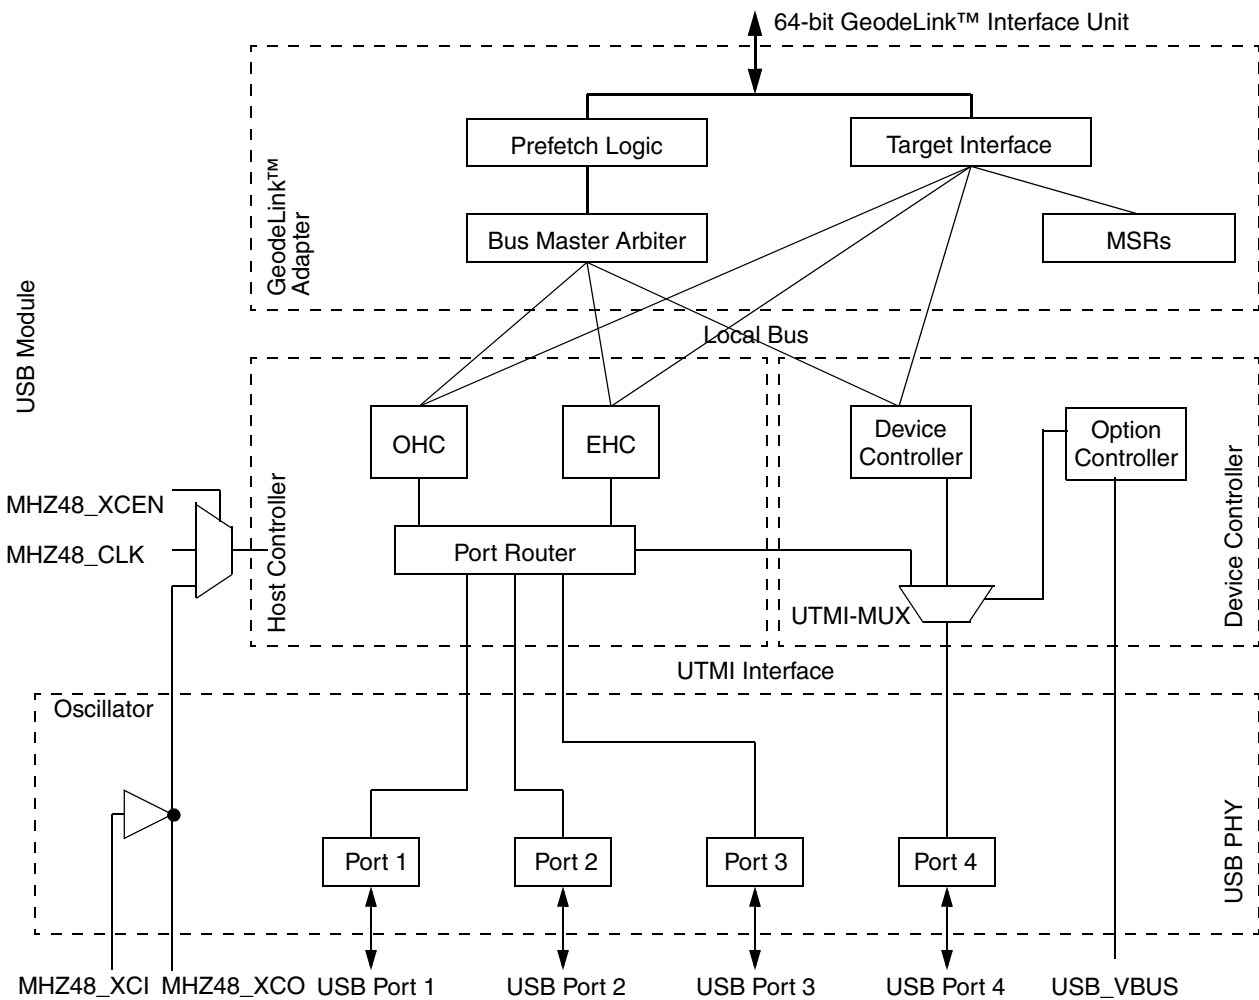 64-bit GeodeLink™ Interface Unit
Prefetch Logic
Target Interface
GeodeLink™
Adapter
Bus Master Arbiter
MSRs
USB Module
Local Bus
OHC
EHC
Device
Controller
Option
Controller
MHZ48_XCEN
MHZ48_CLK
Host Controller
Port Router
Device Controller
UTMI-MUX
UTMI Interface
Oscillator
USB PHY
Port 1
Port 2
Port 3
Port 4
MHZ48_XCI
MHZ48_XCO
USB Port 1
USB Port 2
USB Port 3
USB Port 4
USB_VBUS